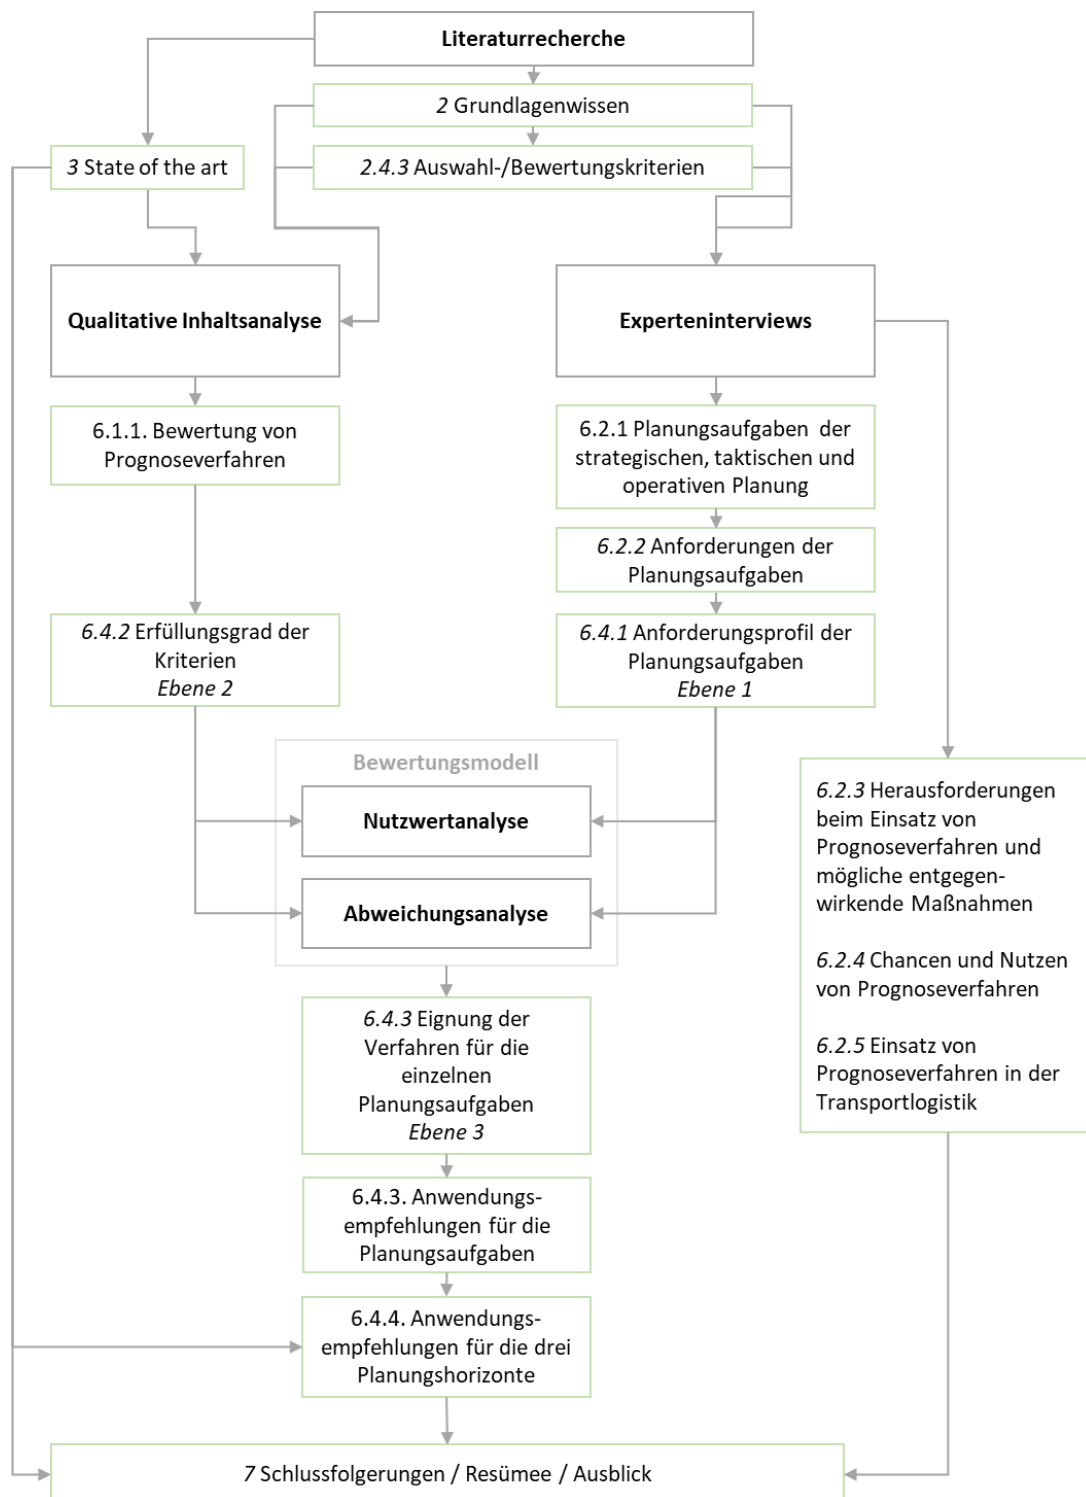 Literaturrecherche
2 Grundlagenwissen
3 State of the art
2.4.3 Auswahl-/Bewertungskriterien
Qualitative Inhaltsanalyse
Experteninterviews
6.1.1. Bewertung von
Prognoseverfahren
6.2.1 Planungsaufgaben der
strategischen, taktischen und
operativen Planung
6.2.2 Anforderungen der
Planungsaufgaben
6.4.2 Erfüllungsgrad der
Kriterien
Ebene 2
6.4.1 Anforderungsprofil der
Planungsaufgaben
Ebene 1
Bewertungsmodell
Nutzwertanalyse
Abweichungsanalyse
6.2.3 Herausforderungen
beim Einsatz von
Prognoseverfahren und
mögliche entgegen-
wirkende Maßnahmen
6.2.4 Chancen und Nutzen
von Prognoseverfahren
6.2.5 Einsatz von
Prognoseverfahren in der
Transportlogistik
6.4.3 Eignung der
Verfahren für die
einzelnen
Planungsaufgaben
Ebene 3
6.4.3. Anwendungs-
empfehlungen für die
Planungsaufgaben
6.4.4. Anwendungs-
empfehlungen für die drei
Planungshorizonte
7 Schlussfolgerungen / Resümee / Ausblick